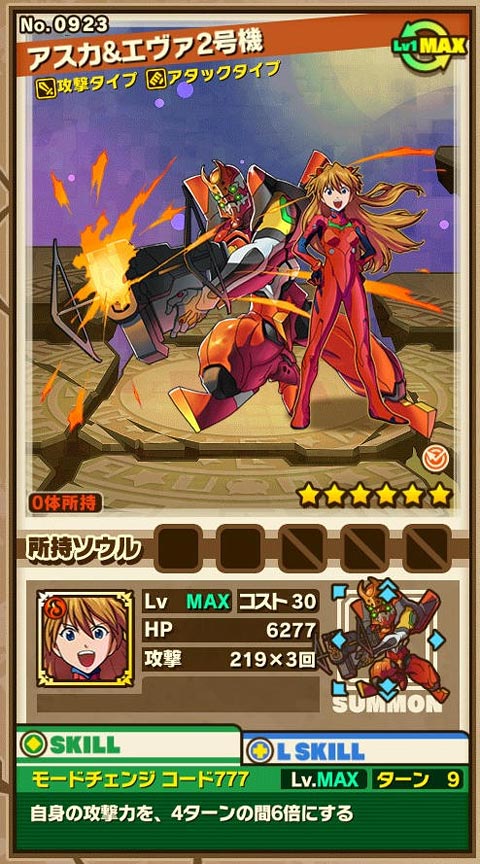 No.0923
アスカ&エヴァ2号機
Lv1 MAX
攻撃タイプ アタックタイプ
0体所持
所持ソウル
Lv MAX コスト 30
HP 6277
攻撃 219×3回
SUMMON
SKILL
L SKILL
モードチェンジ コード777 Lv.MAX ターン 9
自身の攻撃力を、4ターンの間6倍にする